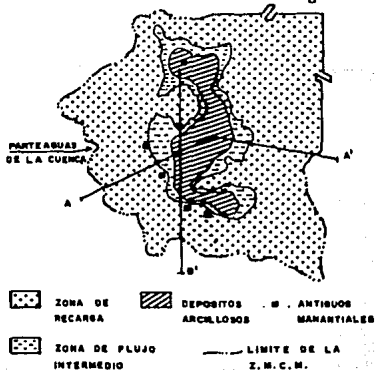 PARTEAGUAS
DE LA CUENCA
A'
A
B'
ZONA DE
RECARGA
DEPOSITOS
ARCILLOSOS
ANTIGUOS
MANANTIALES
ZONA DE FLUJO
INTERMEDIO
LIMITE DE LA
Z.M.C.M.